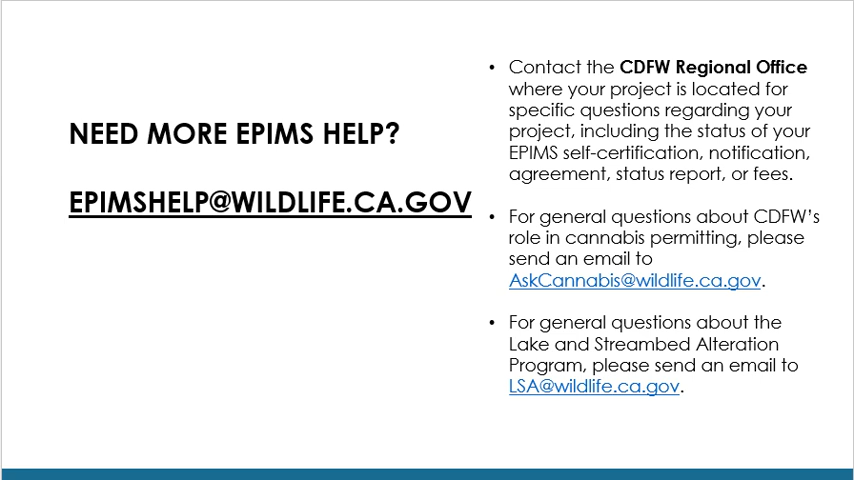 NEED MORE EPIMS HELP?
EPIMSHELP@WILDLIFE.CA.GOV
• Contact the CDFW Regional Office
where your project is located for
specific questions regarding your
project, including the status of your
EPIMS self-certification, notification,
agreement, status report, or fees.
• For general questions about CDFW’s
role in cannabis permitting, please
send an email to
AskCannabis@wildlife.ca.gov.
• For general questions about the
Lake and Streambed Alteration
Program, please send an email to
LSA@wildlife.ca.gov.